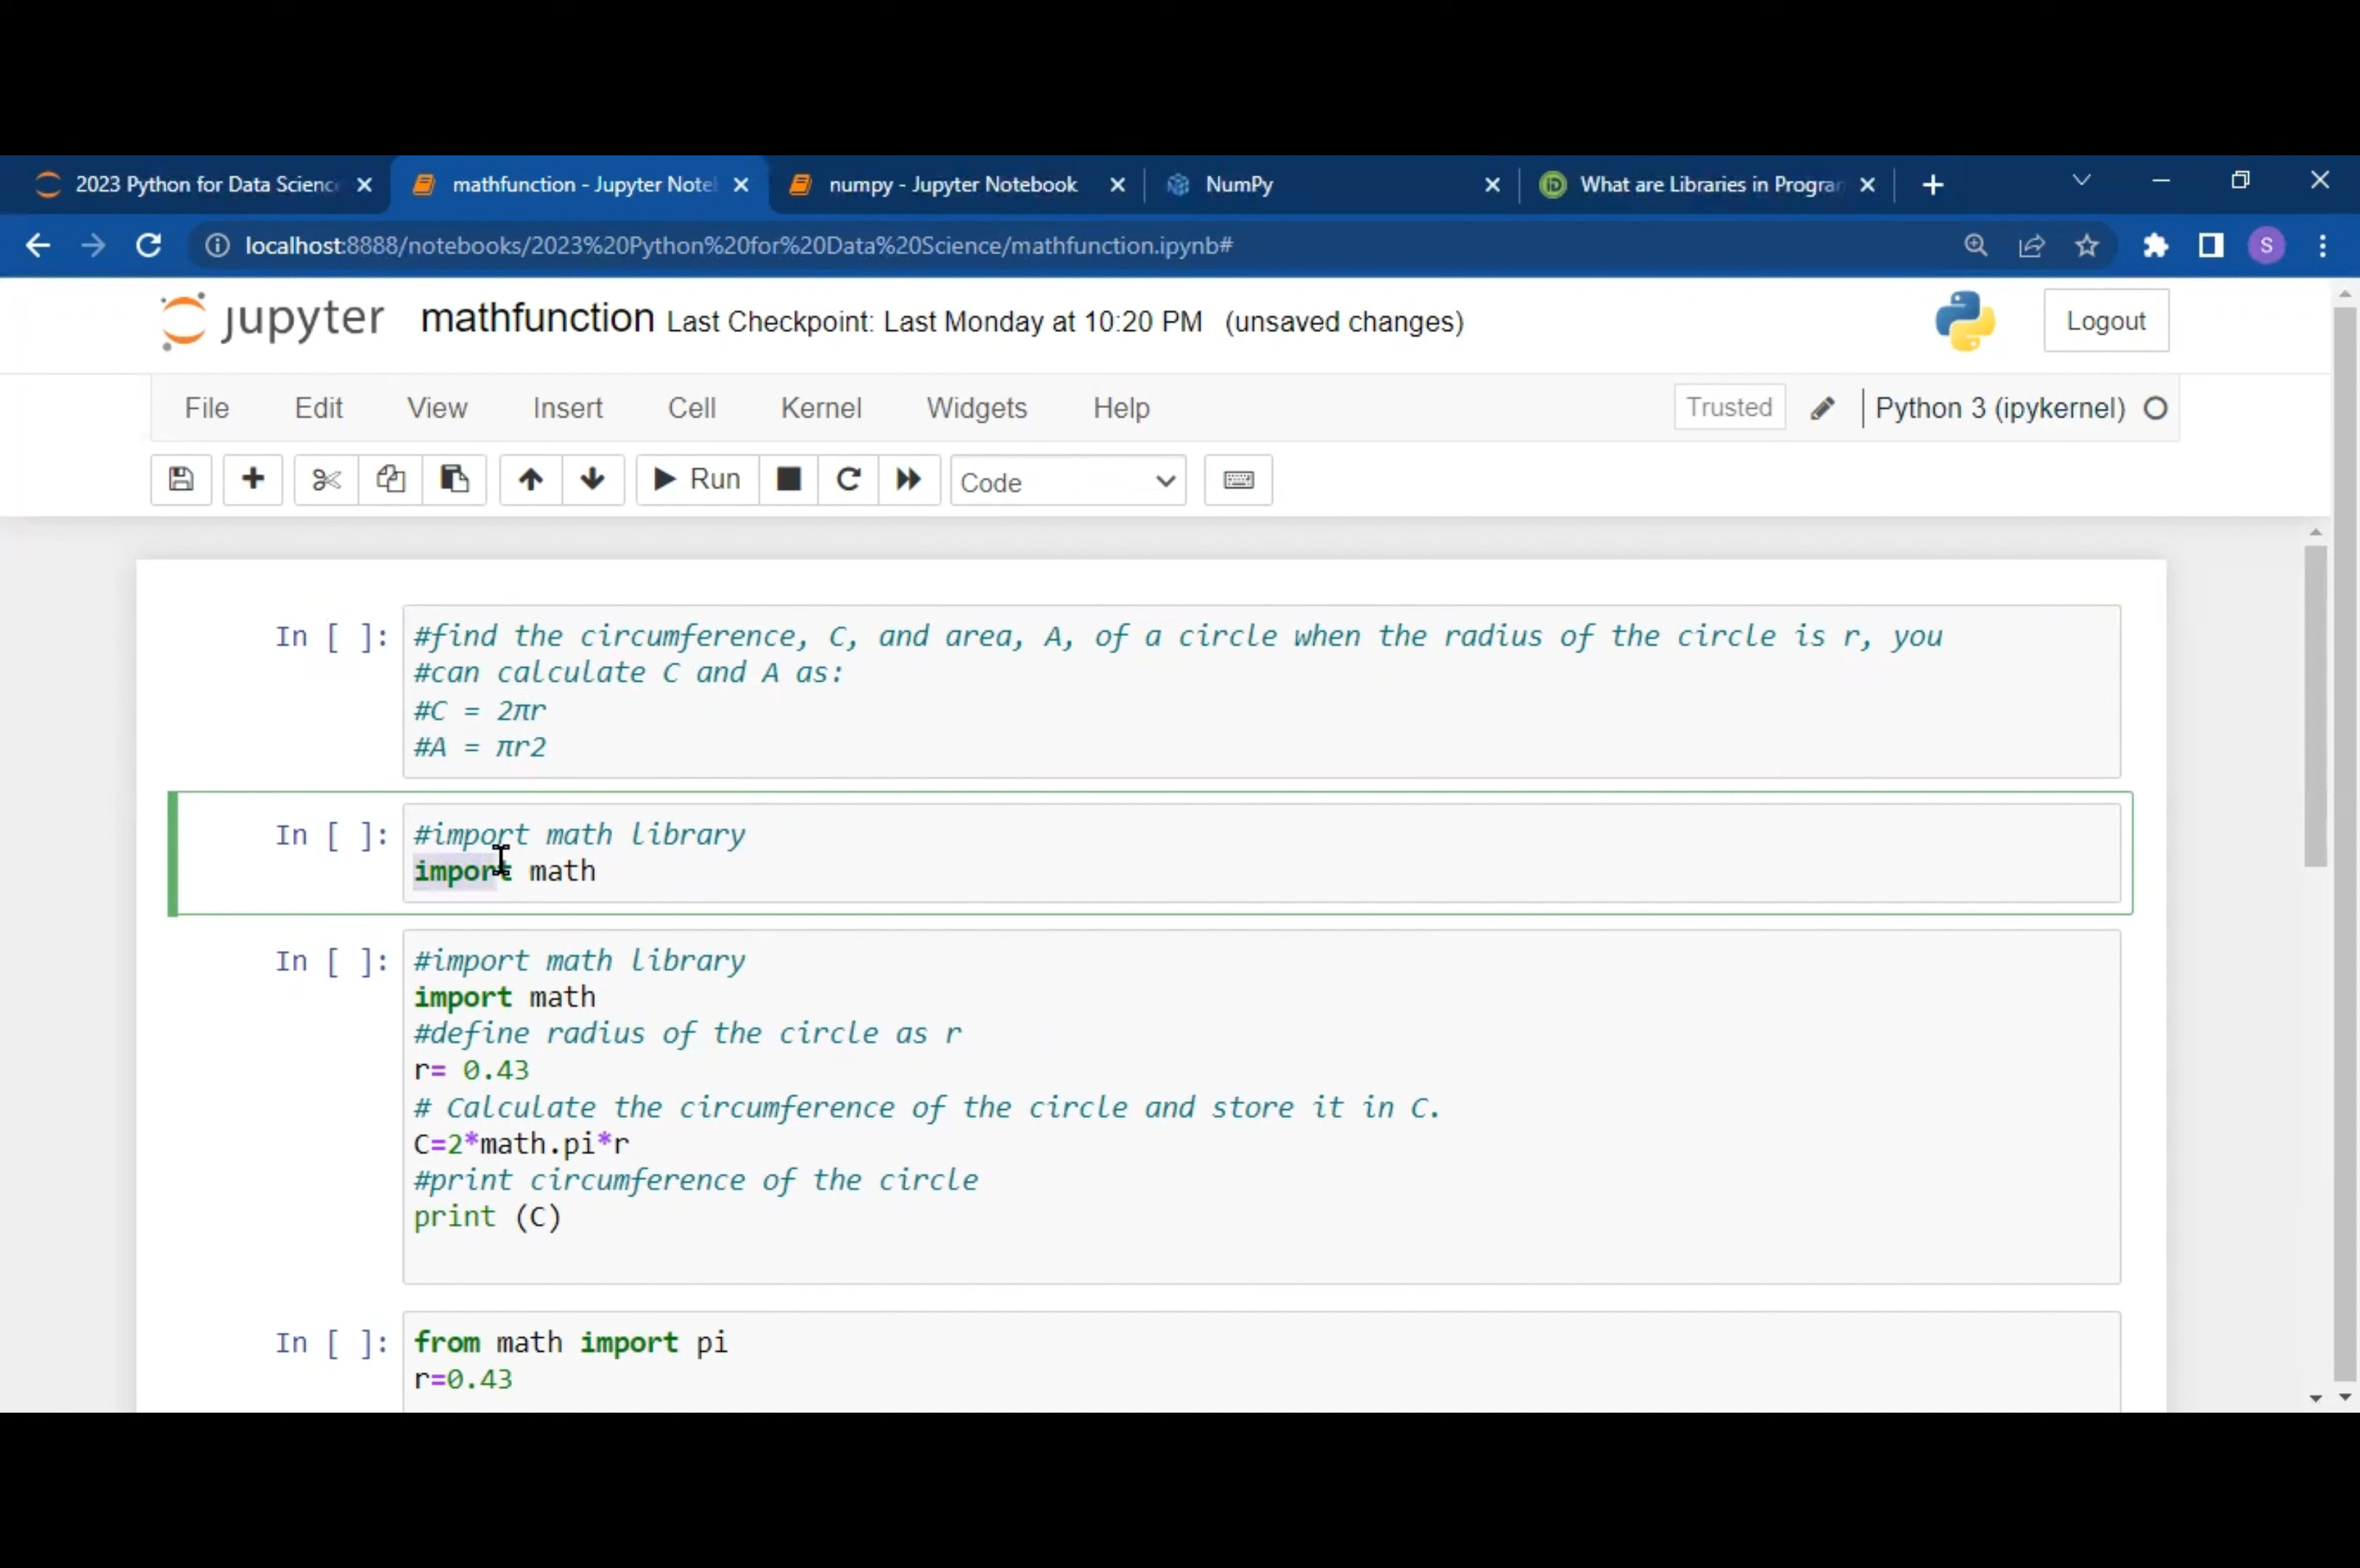 2023 Python for Data Scienc
mathfunction - Jupyter Note
numpy - Jupyter Notebook
NumPy
What are Libraries in Progra
localhost:8888/notebooks/2023%20Python%20for%20Data%20Science/mathfunction.ipynb#
S
jupyter mathfunction Last Checkpoint: Last Monday at 10:20 PM (unsaved changes)
Logout
File Edit View Insert Cell Kernel Widgets Help
Trusted
Python 3 (ipykernel)
Run
Code
In [ ]: #find the circumference, C, and area, A, of a circle when the radius of the circle is r, you
#can calculate C and A as:
#C = 2πr
#A = πr2
In [ ]: #import math library
import math
In [ ]: #import math library
import math
#define radius of the circle as r
r= 0.43
# Calculate the circumference of the circle and store it in C.
C=2*math.pi*r
#print circumference of the circle
print (C)
In [ ]: from math import pi
r=0.43